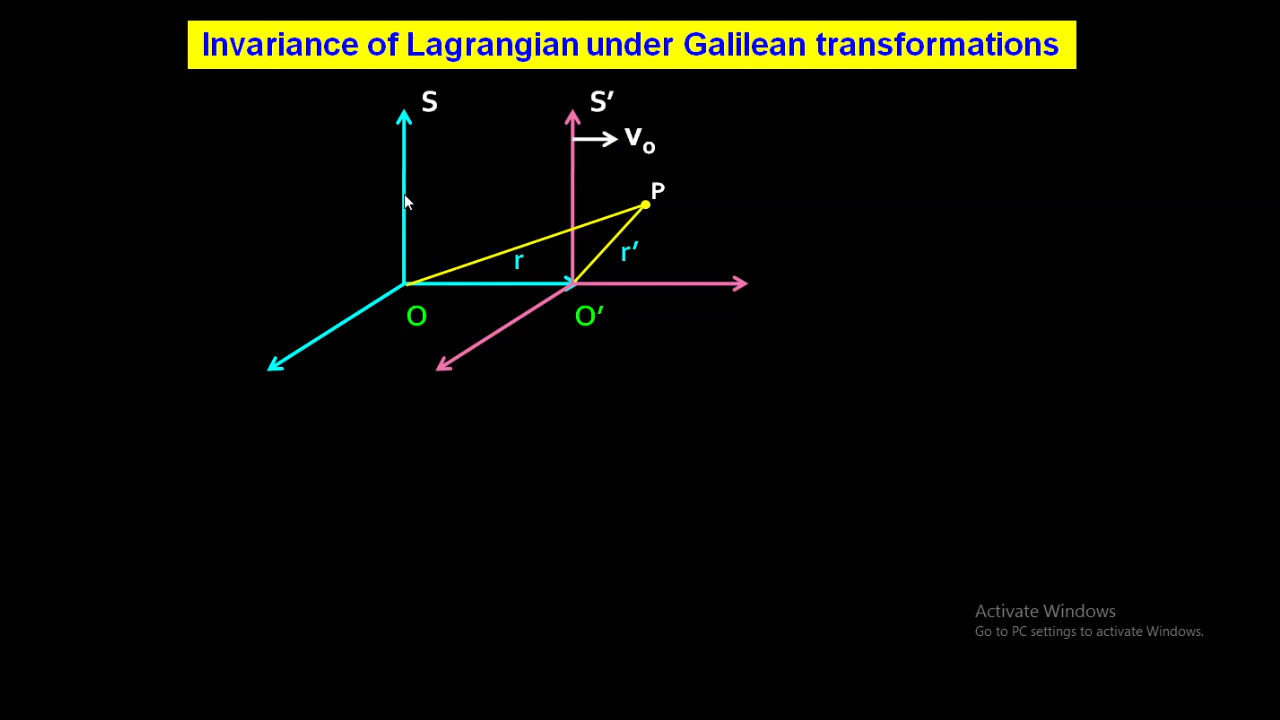 Invariance of Lagrangian under Galilean transformations
S
S′
vₒ
P
r
r′
O
O′
Activate Windows
Go to PC settings to activate Windows.